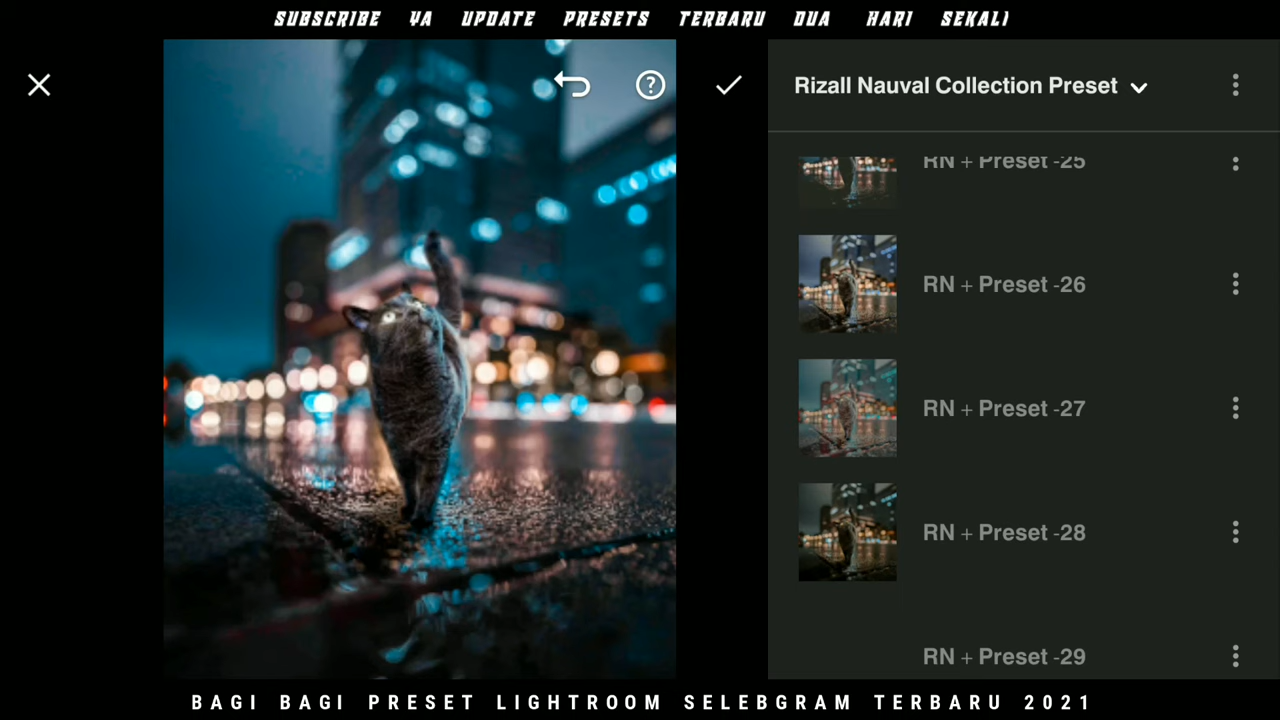 SUBSCRIBE YA UPDATE PRESETS TERBARU DUA HARI SEKALI
Rizall Nauval Collection Preset
RN + Preset -25
RN + Preset -26
RN + Preset -27
RN + Preset -28
RN + Preset -29
BAGI BAGI PRESET LIGHTROOM SELEBGRAM TERBARU 2021